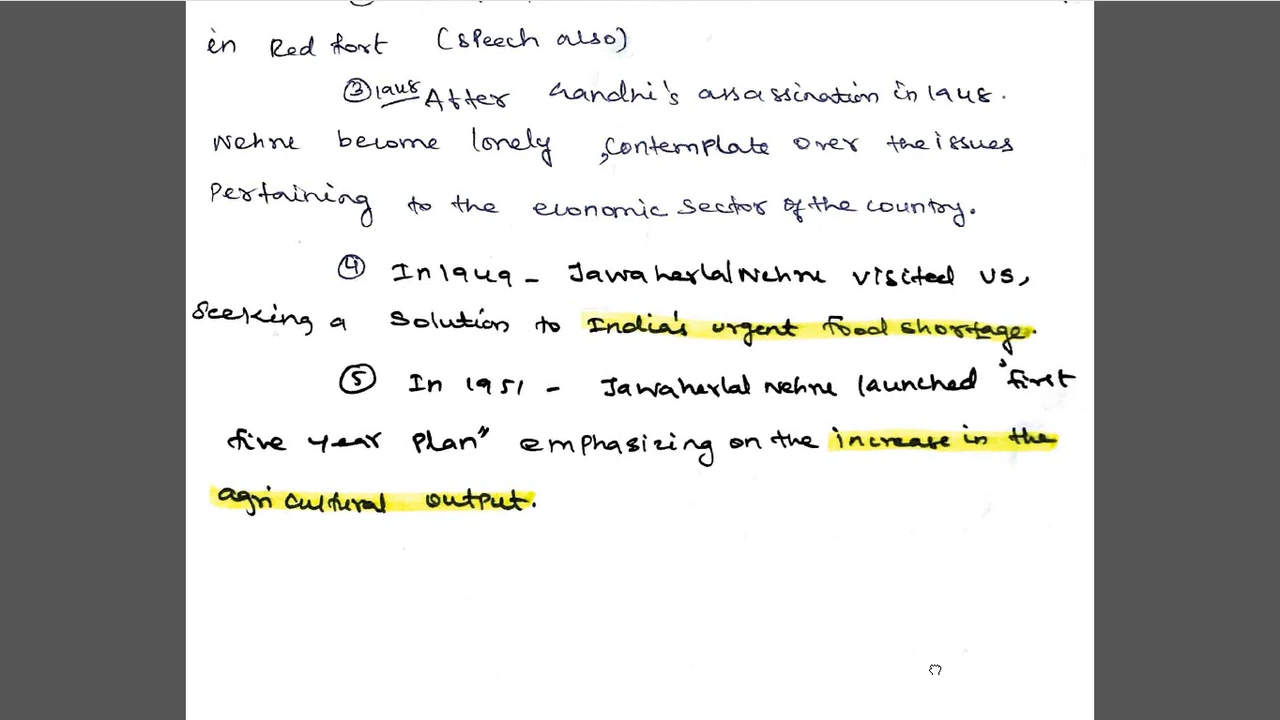 in Red fort (speech also)
③ 1948 After Gandhi's assassination in 1948.
Nehru become lonely, contemplate over the issues
Pertaining to the economic sector of the country.
④ In 1949 - Jawaherlal Nehru visited US,
Seeking a solution to India's urgent food shortage.
⑤ In 1951 - Jawaherlal Nehru launched "first
five year plan" emphasizing on the increase in the
agricultural output.